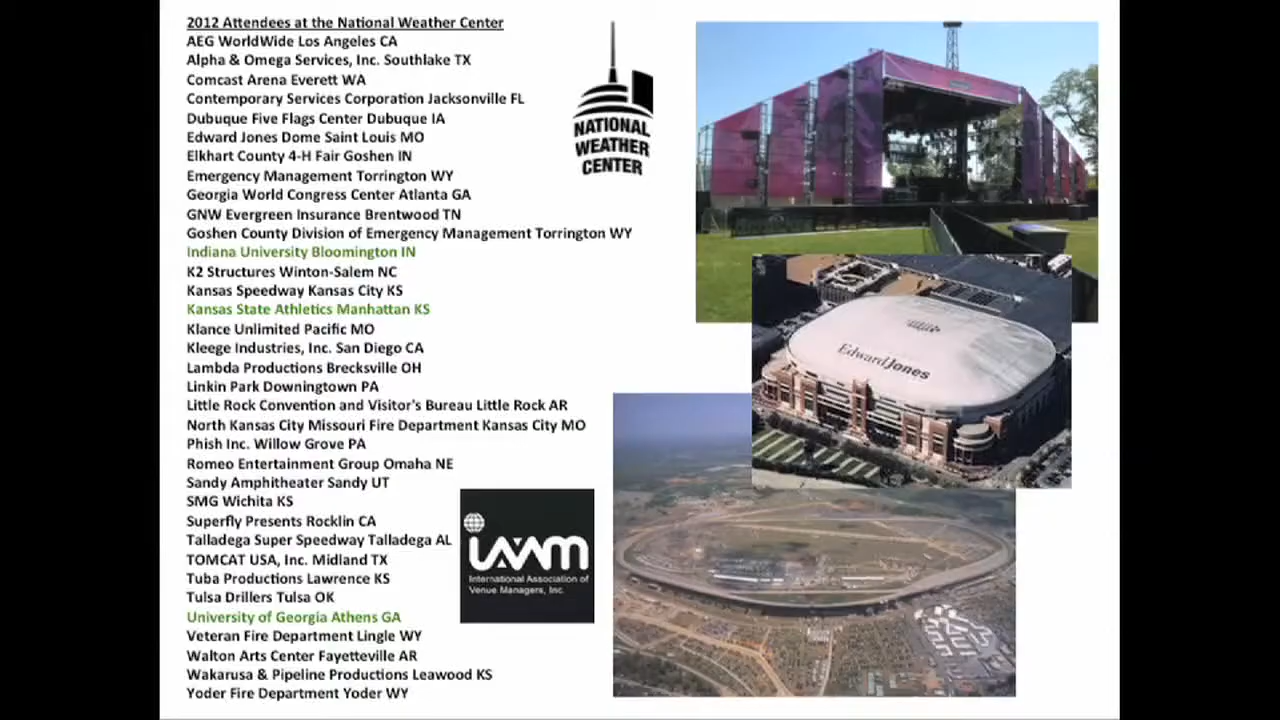 2012 Attendees at the National Weather Center
AEG WorldWide Los Angeles CA
Alpha & Omega Services, Inc. Southlake TX
Comcast Arena Everett WA
Contemporary Services Corporation Jacksonville FL
Dubuque Five Flags Center Dubuque IA
Edward Jones Dome Saint Louis MO
Elkhart County 4-H Fair Goshen IN
Emergency Management Torrington WY
Georgia World Congress Center Atlanta GA
GNW Evergreen Insurance Brentwood TN
Goshen County Division of Emergency Management Torrington WY
Indiana University Bloomington IN
K2 Structures Winton-Salem NC
Kansas Speedway Kansas City KS
Kansas State Athletics Manhattan KS
Klance Unlimited Pacific MO
Kleege Industries, Inc. San Diego CA
Lambda Productions Brecksville OH
Linkin Park Downingtown PA
Little Rock Convention and Visitor's Bureau Little Rock AR
North Kansas City Missouri Fire Department Kansas City MO
Phish Inc. Willow Grove PA
Romeo Entertainment Group Omaha NE
Sandy Amphitheater Sandy UT
SMG Wichita KS
Superfly Presents Rocklin CA
Talladega Super Speedway Talladega AL
TOMCAT USA, Inc. Midland TX
Tuba Productions Lawrence KS
Tulsa Drillers Tulsa OK
University of Georgia Athens GA
Veteran Fire Department Lingle WY
Walton Arts Center Fayetteville AR
Wakarusa & Pipeline Productions Leawood KS
Yoder Fire Department Yoder WY
NATIONAL
WEATHER
CENTER
Edward Jones
iaam
International Association of
Venue Managers, Inc.